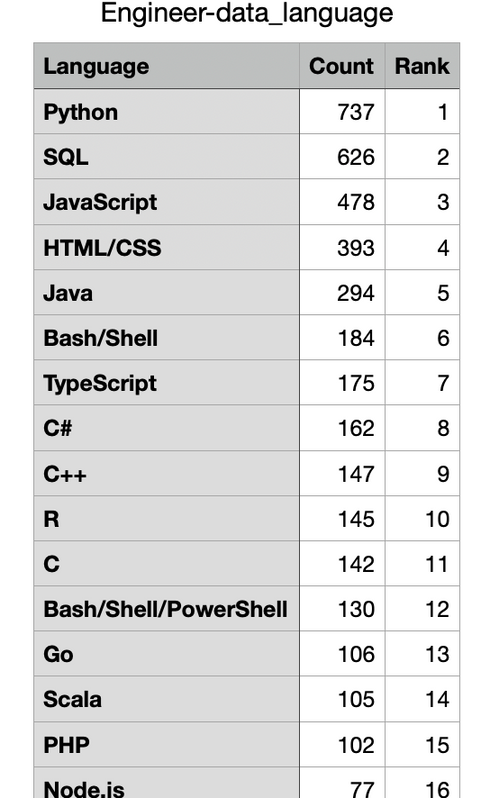 Engineer-data_language
Language Count Rank
Python 737 1
SQL 626 2
JavaScript 478 3
HTML/CSS 393 4
Java 294 5
Bash/Shell 184 6
TypeScript 175 7
C# 162 8
C++ 147 9
R 145 10
C 142 11
Bash/Shell/PowerShell 130 12
Go 106 13
Scala 105 14
PHP 102 15
Node.js 77 16